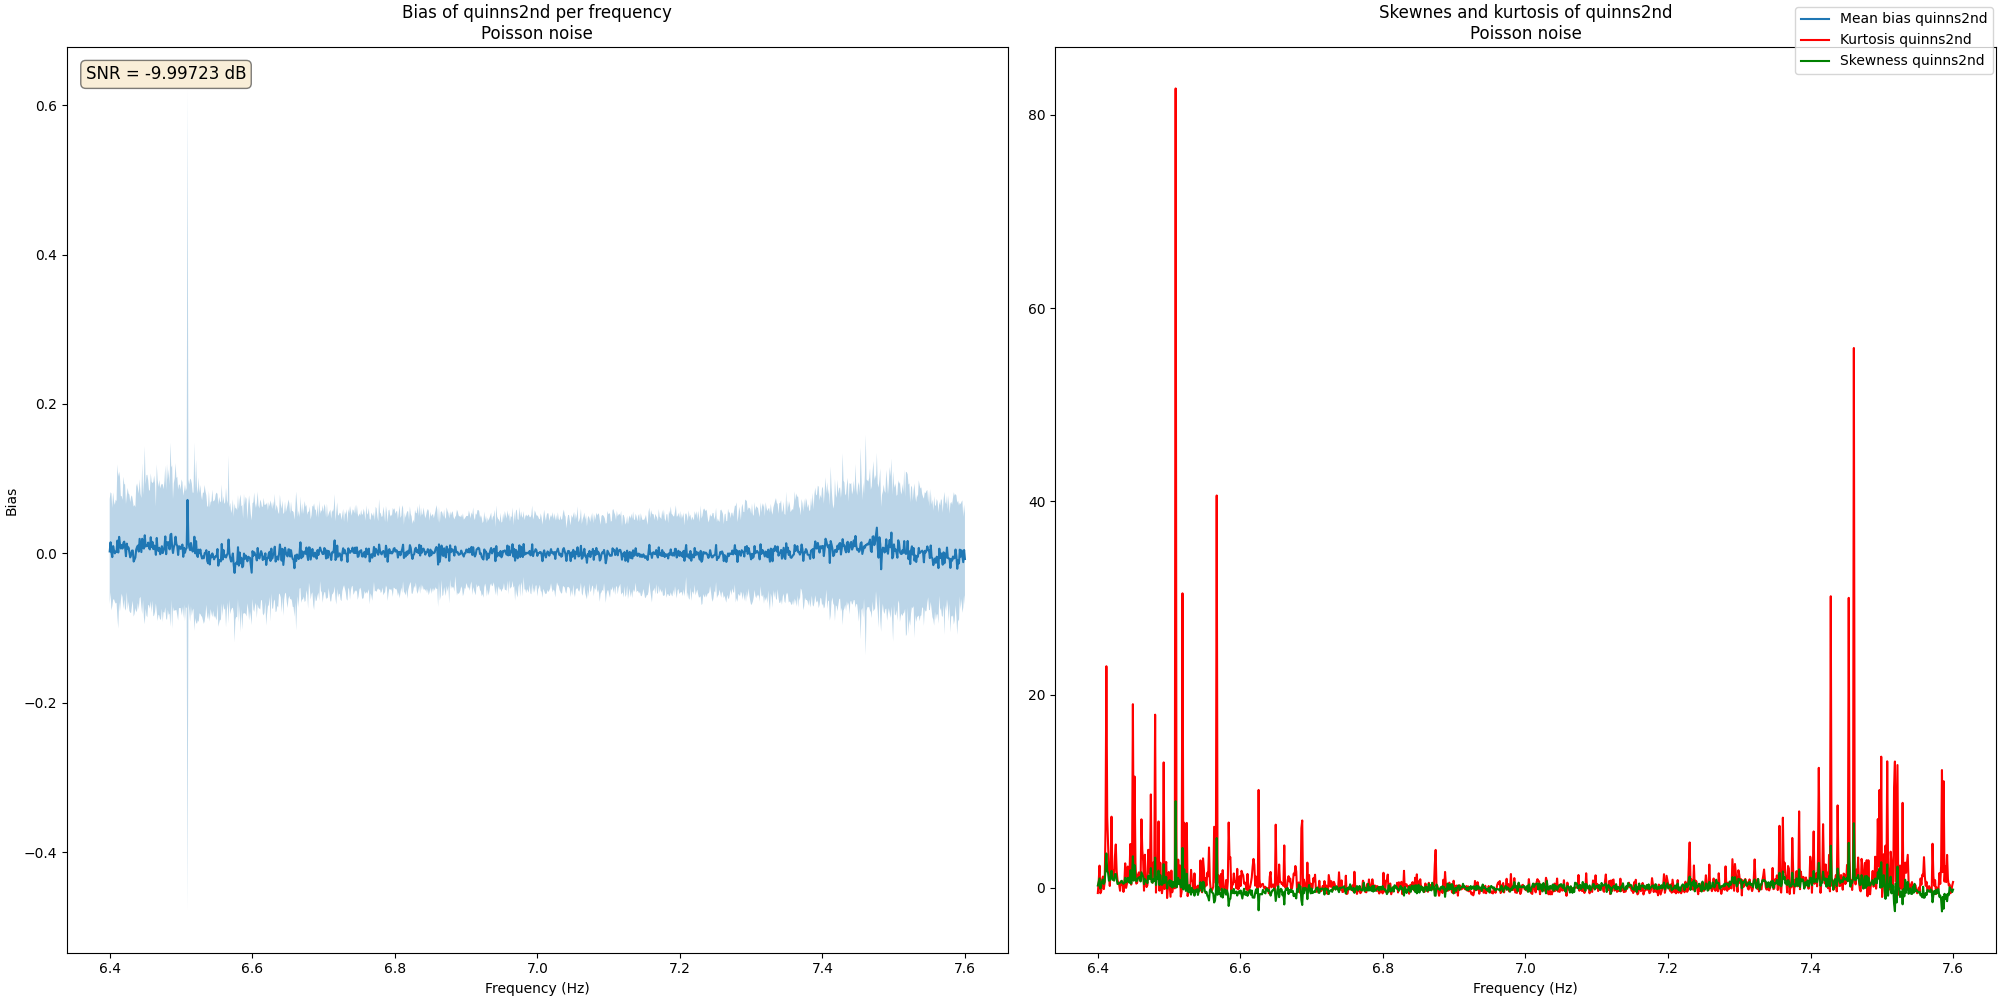 Bias of quinns2nd per frequency
Poisson noise
SNR = -9.99723 dB
0.6
0.4
0.2
0.0
−0.2
−0.4
Bias
6.4
6.6
6.8
7.0
7.2
7.4
7.6
Frequency (Hz)
Skewnes and kurtosis of quinns2nd
Poisson noise
Mean bias quinns2nd
Kurtosis quinns2nd
Skewness quinns2nd
80
60
40
20
0
6.4
6.6
6.8
7.0
7.2
7.4
7.6
Frequency (Hz)